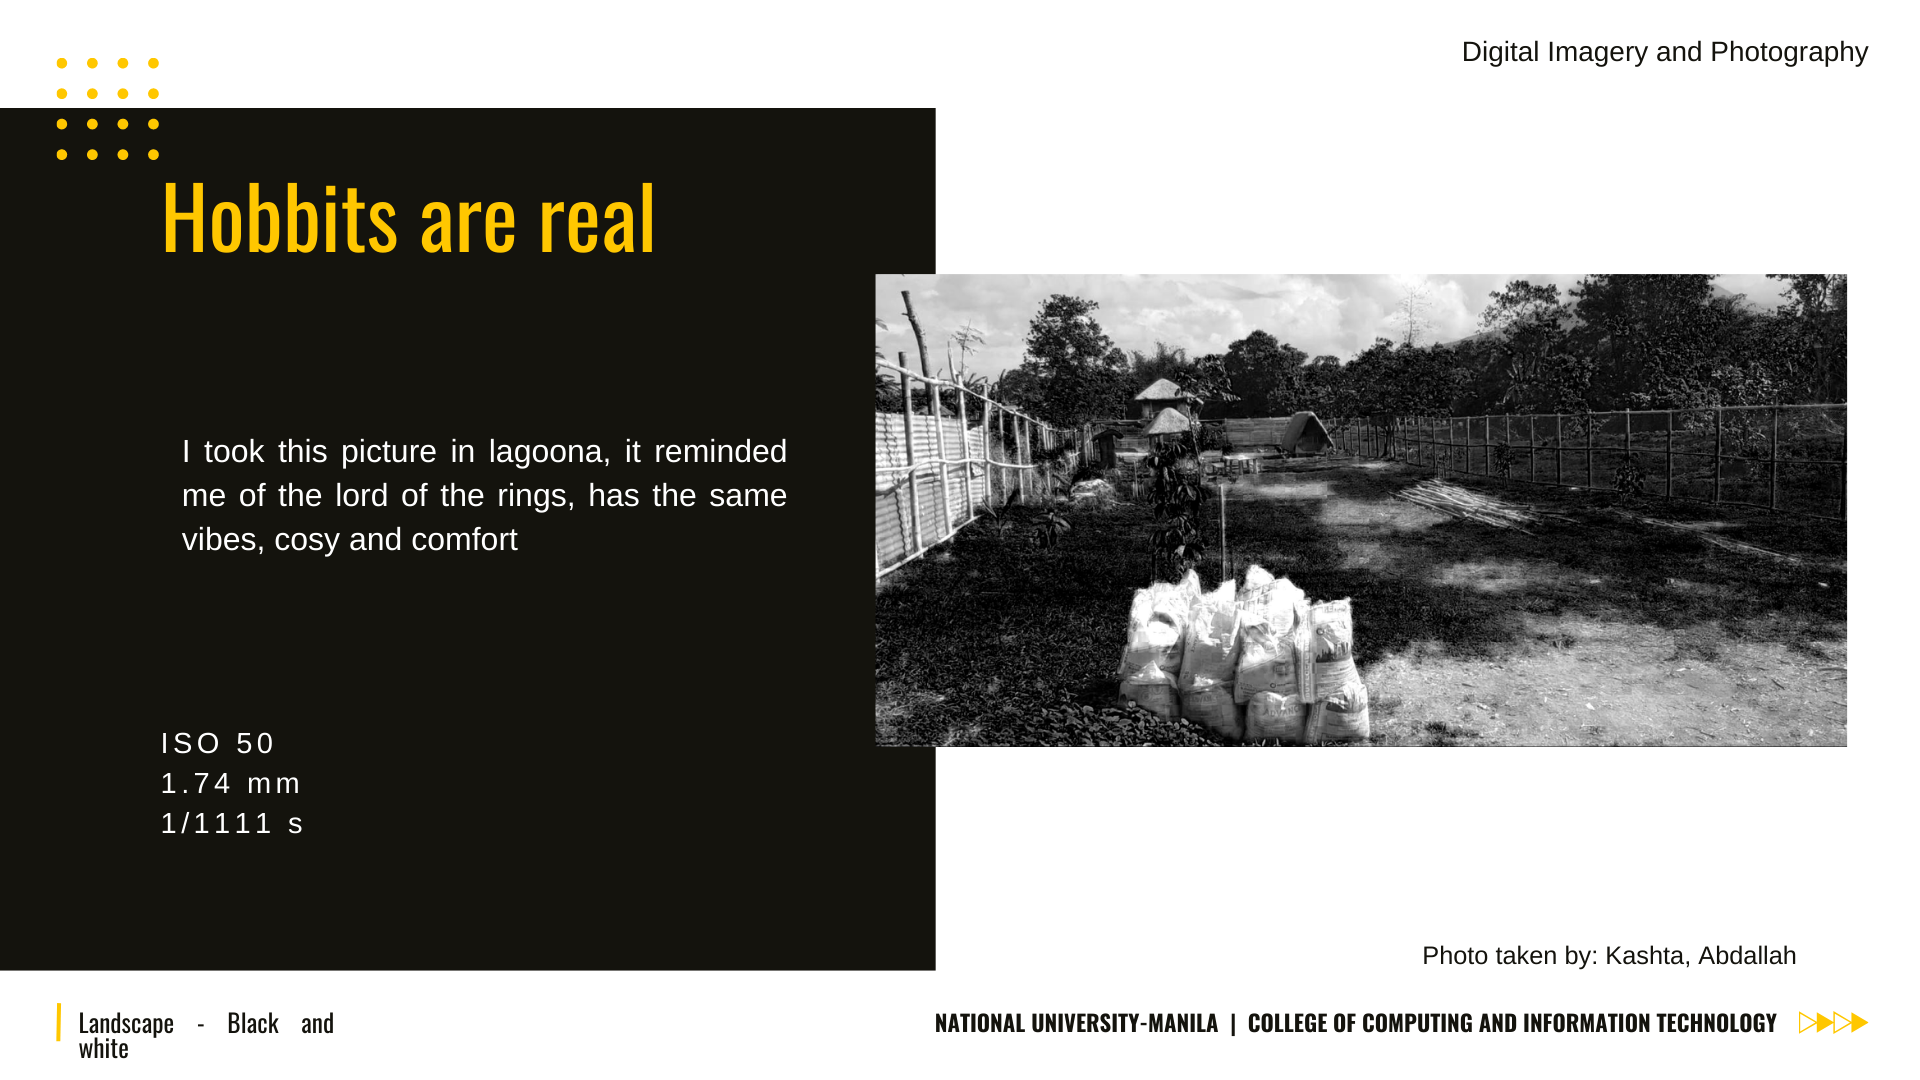 Digital Imagery and Photography
Hobbits are real
I took this picture in lagoona, it reminded
me of the lord of the rings, has the same
vibes, cosy and comfort
ISO 50
1.74 mm
1/1111 s
Photo taken by: Kashta, Abdallah
Landscape - Black and
white
NATIONAL UNIVERSITY-MANILA | COLLEGE OF COMPUTING AND INFORMATION TECHNOLOGY